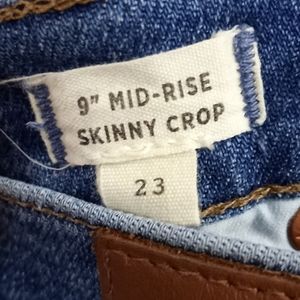 9" MID-RISE
SKINNY CROP
23